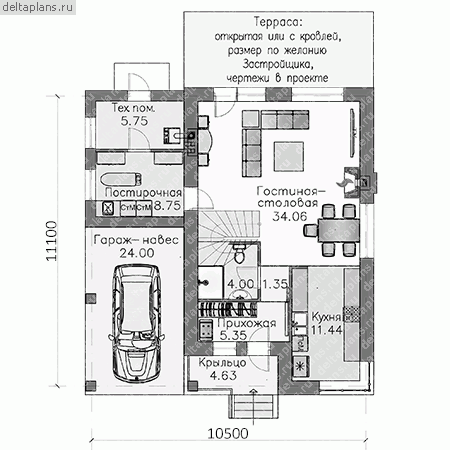 deltaplans.ru
Терраса:
открытая или с кровлей,
размер по желанию
Застройщика,
чертежи в проекте
Тех.пом.
5.75
Постирочная
8.75
СтМ СтМ
Гостиная-
столовая
34.06
Гараж-навес
24.00
4.00
1.35
Кухня
11.44
Прихожая
5.35
Крыльцо
4.63
11100
10500